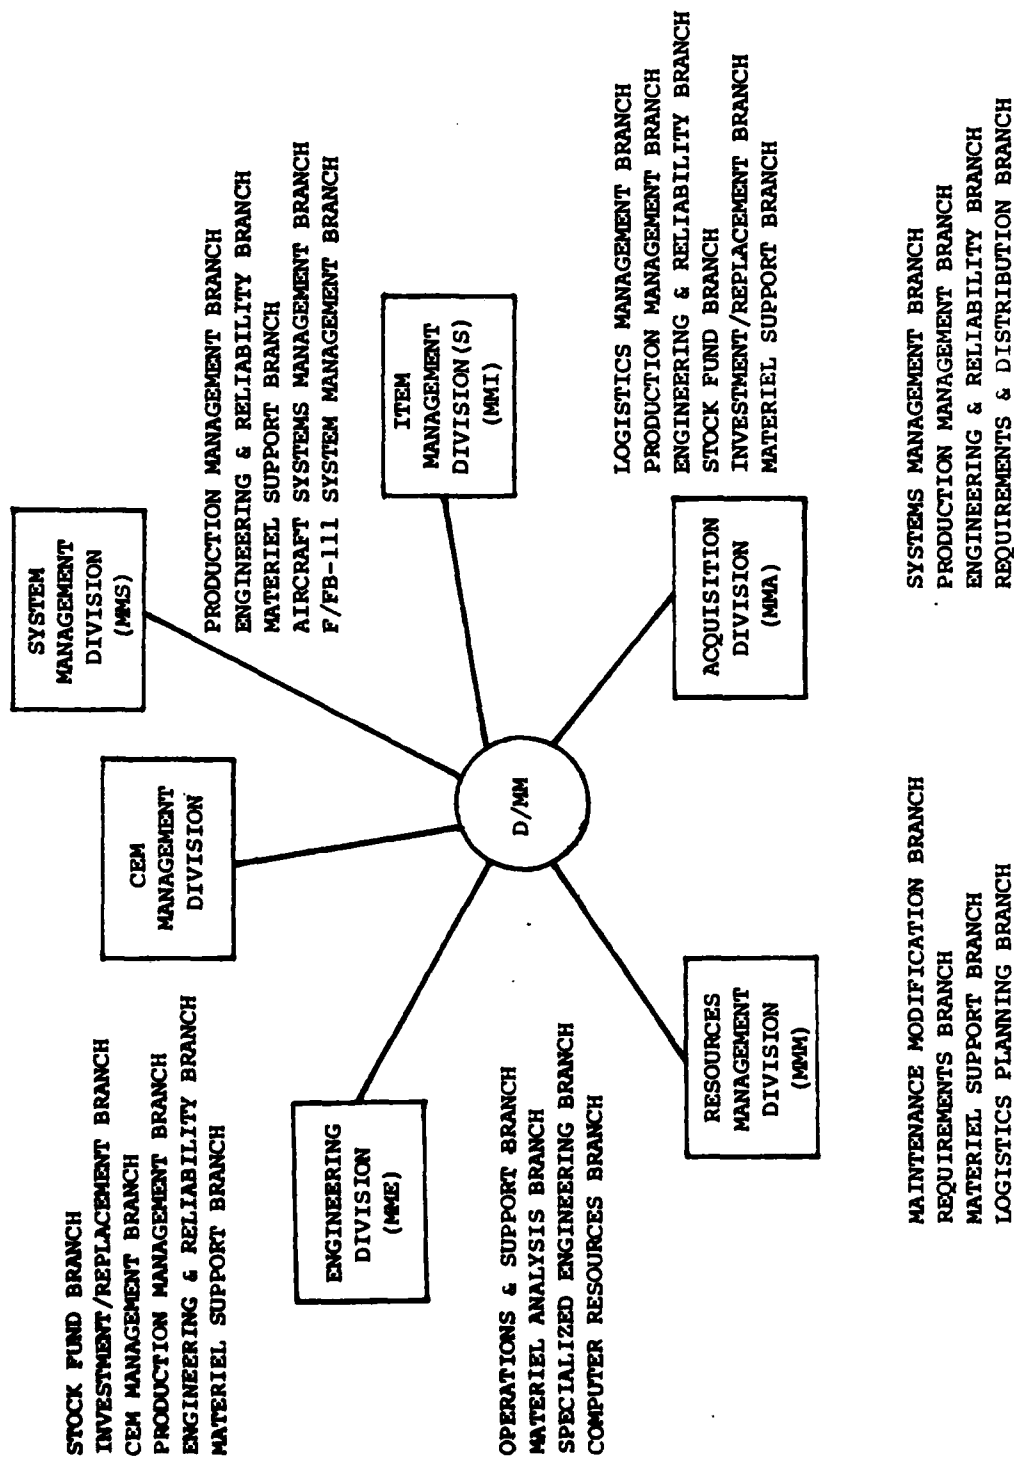 STOCK FUND BRANCH
INVESTMENT/REPLACEMENT BRANCH
CEM MANAGEMENT BRANCH
PRODUCTION MANAGEMENT BRANCH
ENGINEERING & RELIABILITY BRANCH
MATERIEL SUPPORT BRANCH
CEM
MANAGEMENT
DIVISION
SYSTEM
MANAGEMENT
DIVISION
(MMS)
PRODUCTION MANAGEMENT BRANCH
ENGINEERING & RELIABILITY BRANCH
MATERIEL SUPPORT BRANCH
AIRCRAFT SYSTEMS MANAGEMENT BRANCH
F/FB-111 SYSTEM MANAGEMENT BRANCH
ENGINEERING
DIVISION
(MME)
ITEM
MANAGEMENT
DIVISION(S)
(MMI)
D/MM
OPERATIONS & SUPPORT BRANCH
MATERIEL ANALYSIS BRANCH
SPECIALIZED ENGINEERING BRANCH
COMPUTER RESOURCES BRANCH
LOGISTICS MANAGEMENT BRANCH
PRODUCTION MANAGEMENT BRANCH
ENGINEERING & RELIABILITY BRANCH
STOCK FUND BRANCH
INVESTMENT/REPLACEMENT BRANCH
MATERIEL SUPPORT BRANCH
RESOURCES
MANAGEMENT
DIVISION
(MMM)
ACQUISITION
DIVISION
(MMA)
MAINTENANCE MODIFICATION BRANCH
REQUIREMENTS BRANCH
MATERIEL SUPPORT BRANCH
LOGISTICS PLANNING BRANCH
SYSTEMS MANAGEMENT BRANCH
PRODUCTION MANAGEMENT BRANCH
ENGINEERING & RELIABILITY BRANCH
REQUIREMENTS & DISTRIBUTION BRANCH